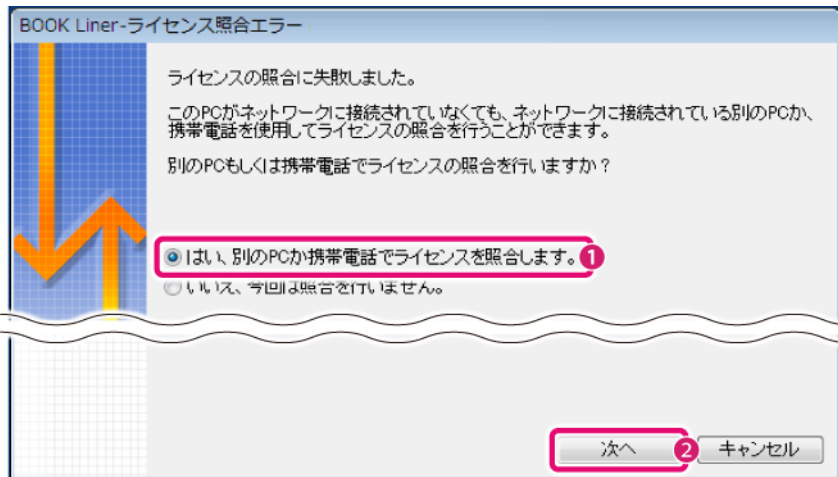 BOOK Liner-ライセンス照合エラー
ライセンスの照合に失敗しました。
このPCがネットワークに接続されていなくても、ネットワークに接続されている別のPCか、
携帯電話を使用してライセンスの照合を行うことができます。
別のPCもしくは携帯電話でライセンスの照合を行いますか？
はい、別のPCか携帯電話でライセンスを照合します。 1
いいえ、今回は照合を行いません。
次へ 2 キャンセル